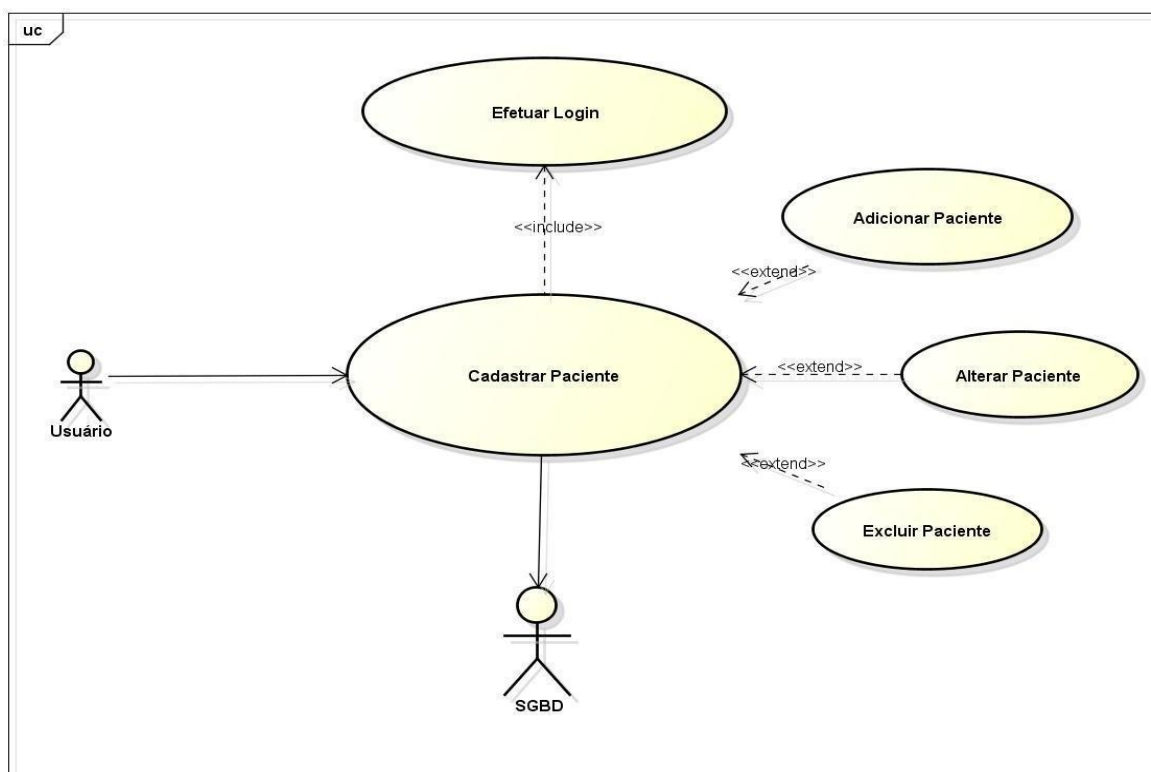 uc
Efetuar Login
Adicionar Paciente
<<include>>
<<extend>>
Cadastrar Paciente
<<extend>>
Alterar Paciente
Usuário
<<extend>>
Excluir Paciente
SGBD